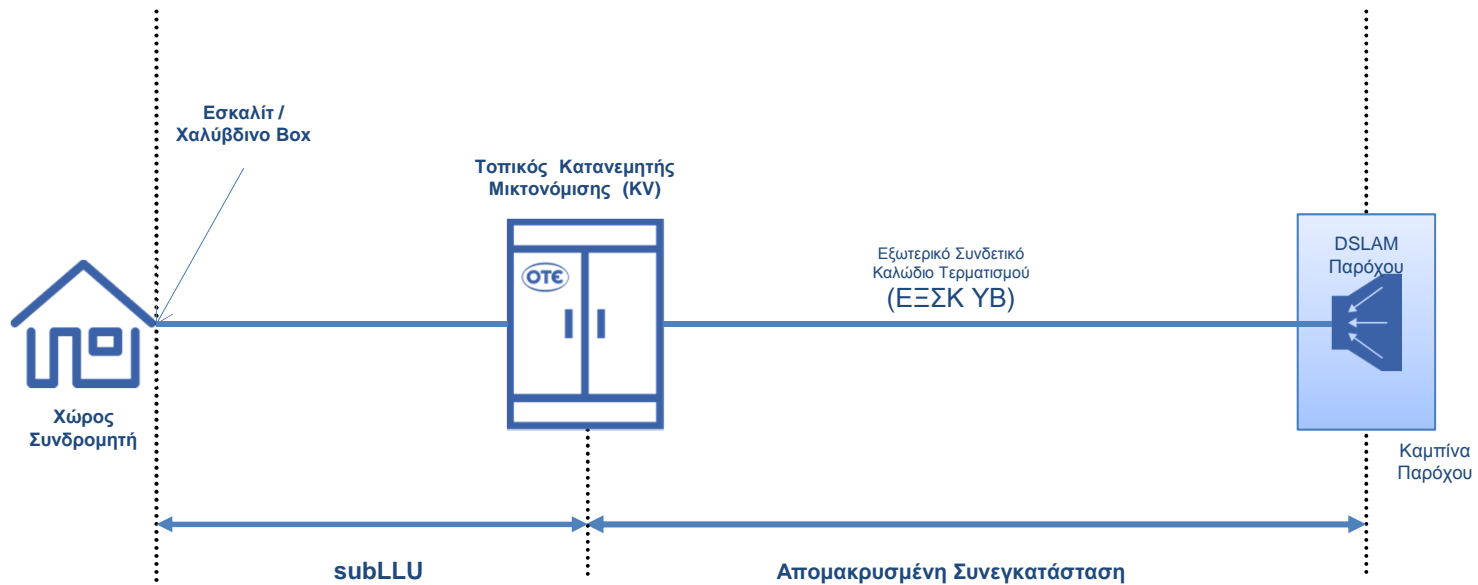 Εσκαλίτ /
Χαλύβδινο Box
Τοπικός Κατανεμητής
Μικτονόμισης (KV)
ΟΤΕ
Εξωτερικό Συνδετικό
Καλώδιο Τερματισμού
(ΕΞΣΚ ΥΒ)
DSLAM
Παρόχου
Χώρος
Συνδρομητή
Καμπίνα
Παρόχου
subLLU
Απομακρυσμένη Συνεγκατάσταση